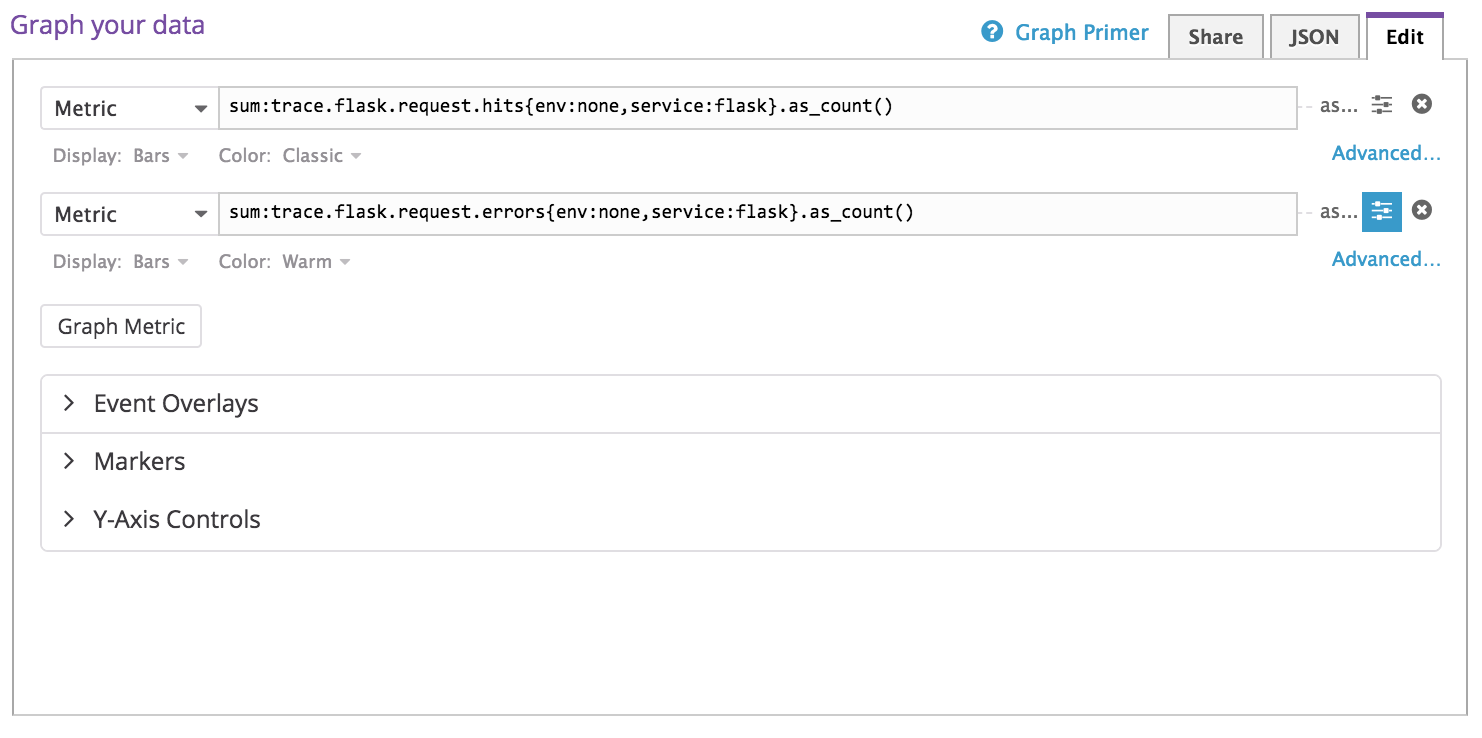 Graph your data
? Graph Primer Share JSON Edit
Metric sum:trace.flask.request.hits{env:none,service:flask}.as_count() as...
Display: Bars Color: Classic Advanced...
Metric sum:trace.flask.request.errors{env:none,service:flask}.as_count() as...
Display: Bars Color: Warm Advanced...
Graph Metric
Event Overlays
Markers
Y-Axis Controls